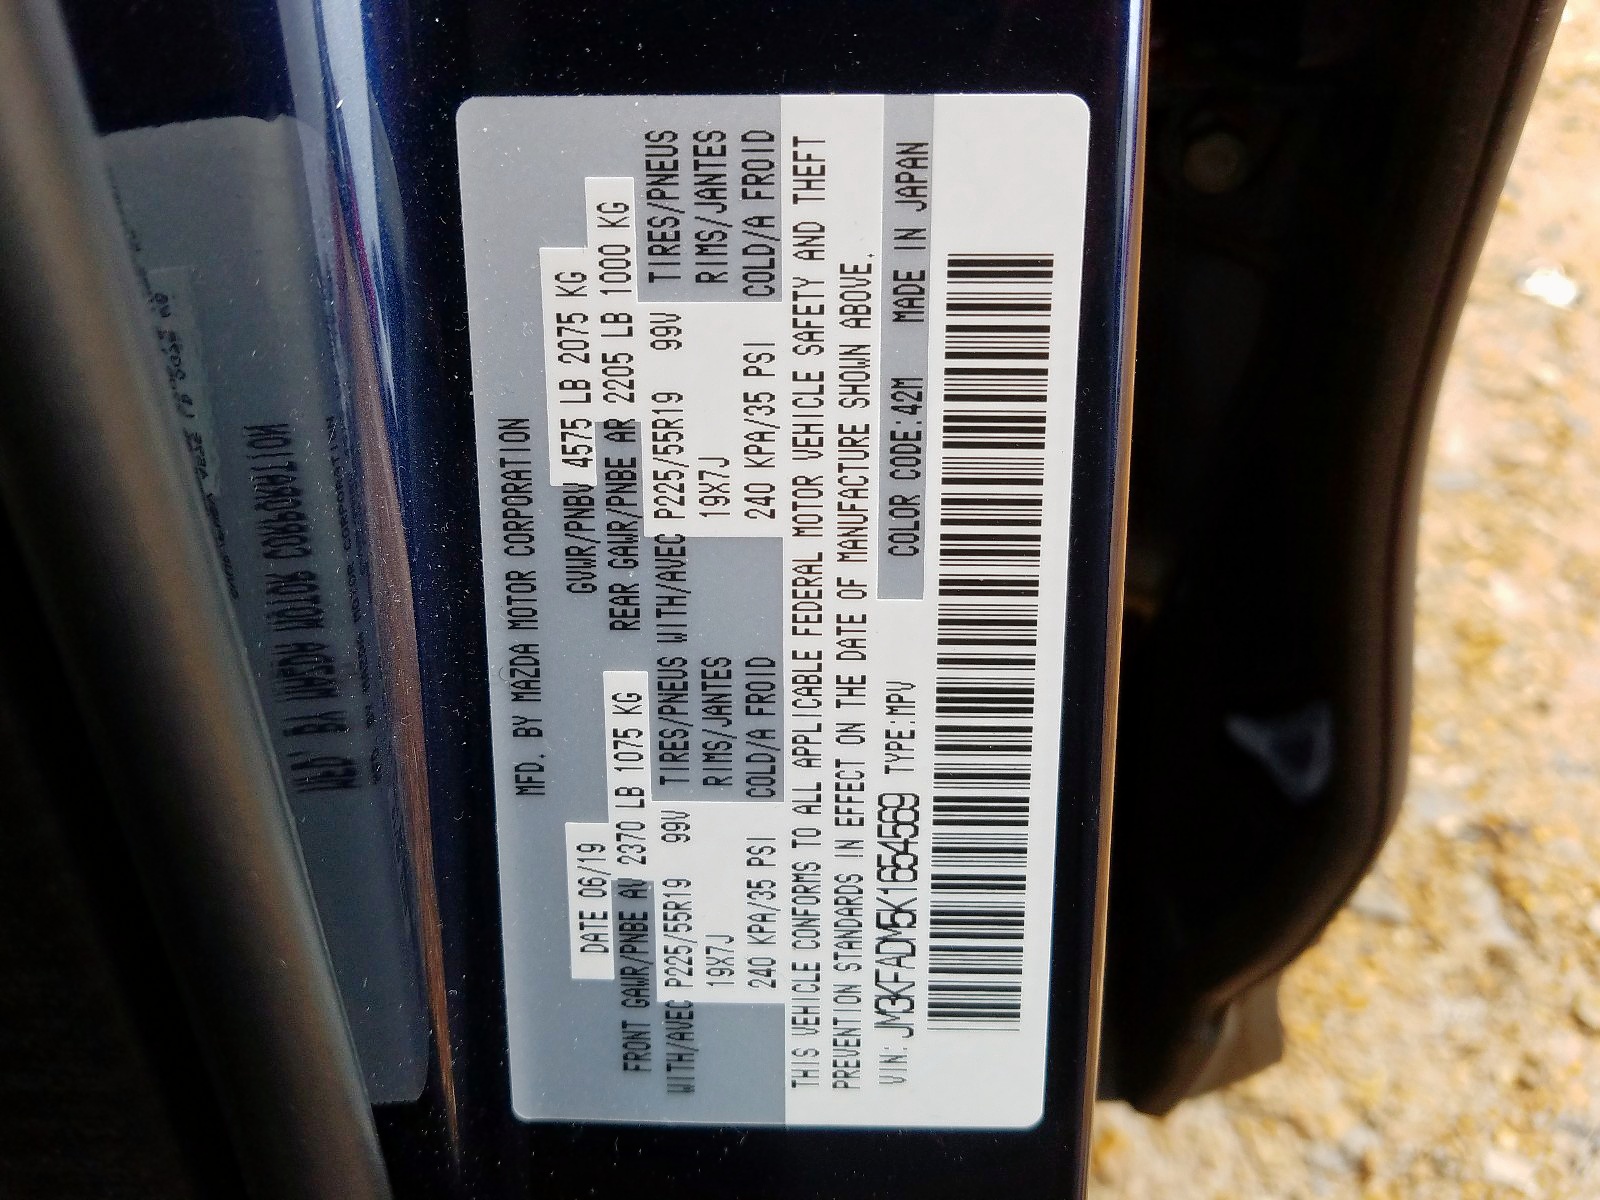 MFD. BY MAZDA MOTOR CORPORATION
DATE 06/19 GVWR/PNBV 4575 LB 2075 KG
FRONT GAWR/PNBE AV 2370 LB 1075 KG REAR GAWR/PNBE AR 2205 LB 1000 KG
WITH/AVEC P225/55R19 99V TIRES/PNEUS WITH/AVEC P225/55R19 99V TIRES/PNEUS
19X7J RIMS/JANTES 19X7J RIMS/JANTES
240 KPA/35 PSI COLD/A FROID 240 KPA/35 PSI COLD/A FROID
THIS VEHICLE CONFORMS TO ALL APPLICABLE FEDERAL MOTOR VEHICLE SAFETY AND THEFT
PREVENTION STANDARDS IN EFFECT ON THE DATE OF MANUFACTURE SHOWN ABOVE.
VIN: JM3KFADM5K1654569 TYPE:MPV COLOR CODE:42M MADE IN JAPAN